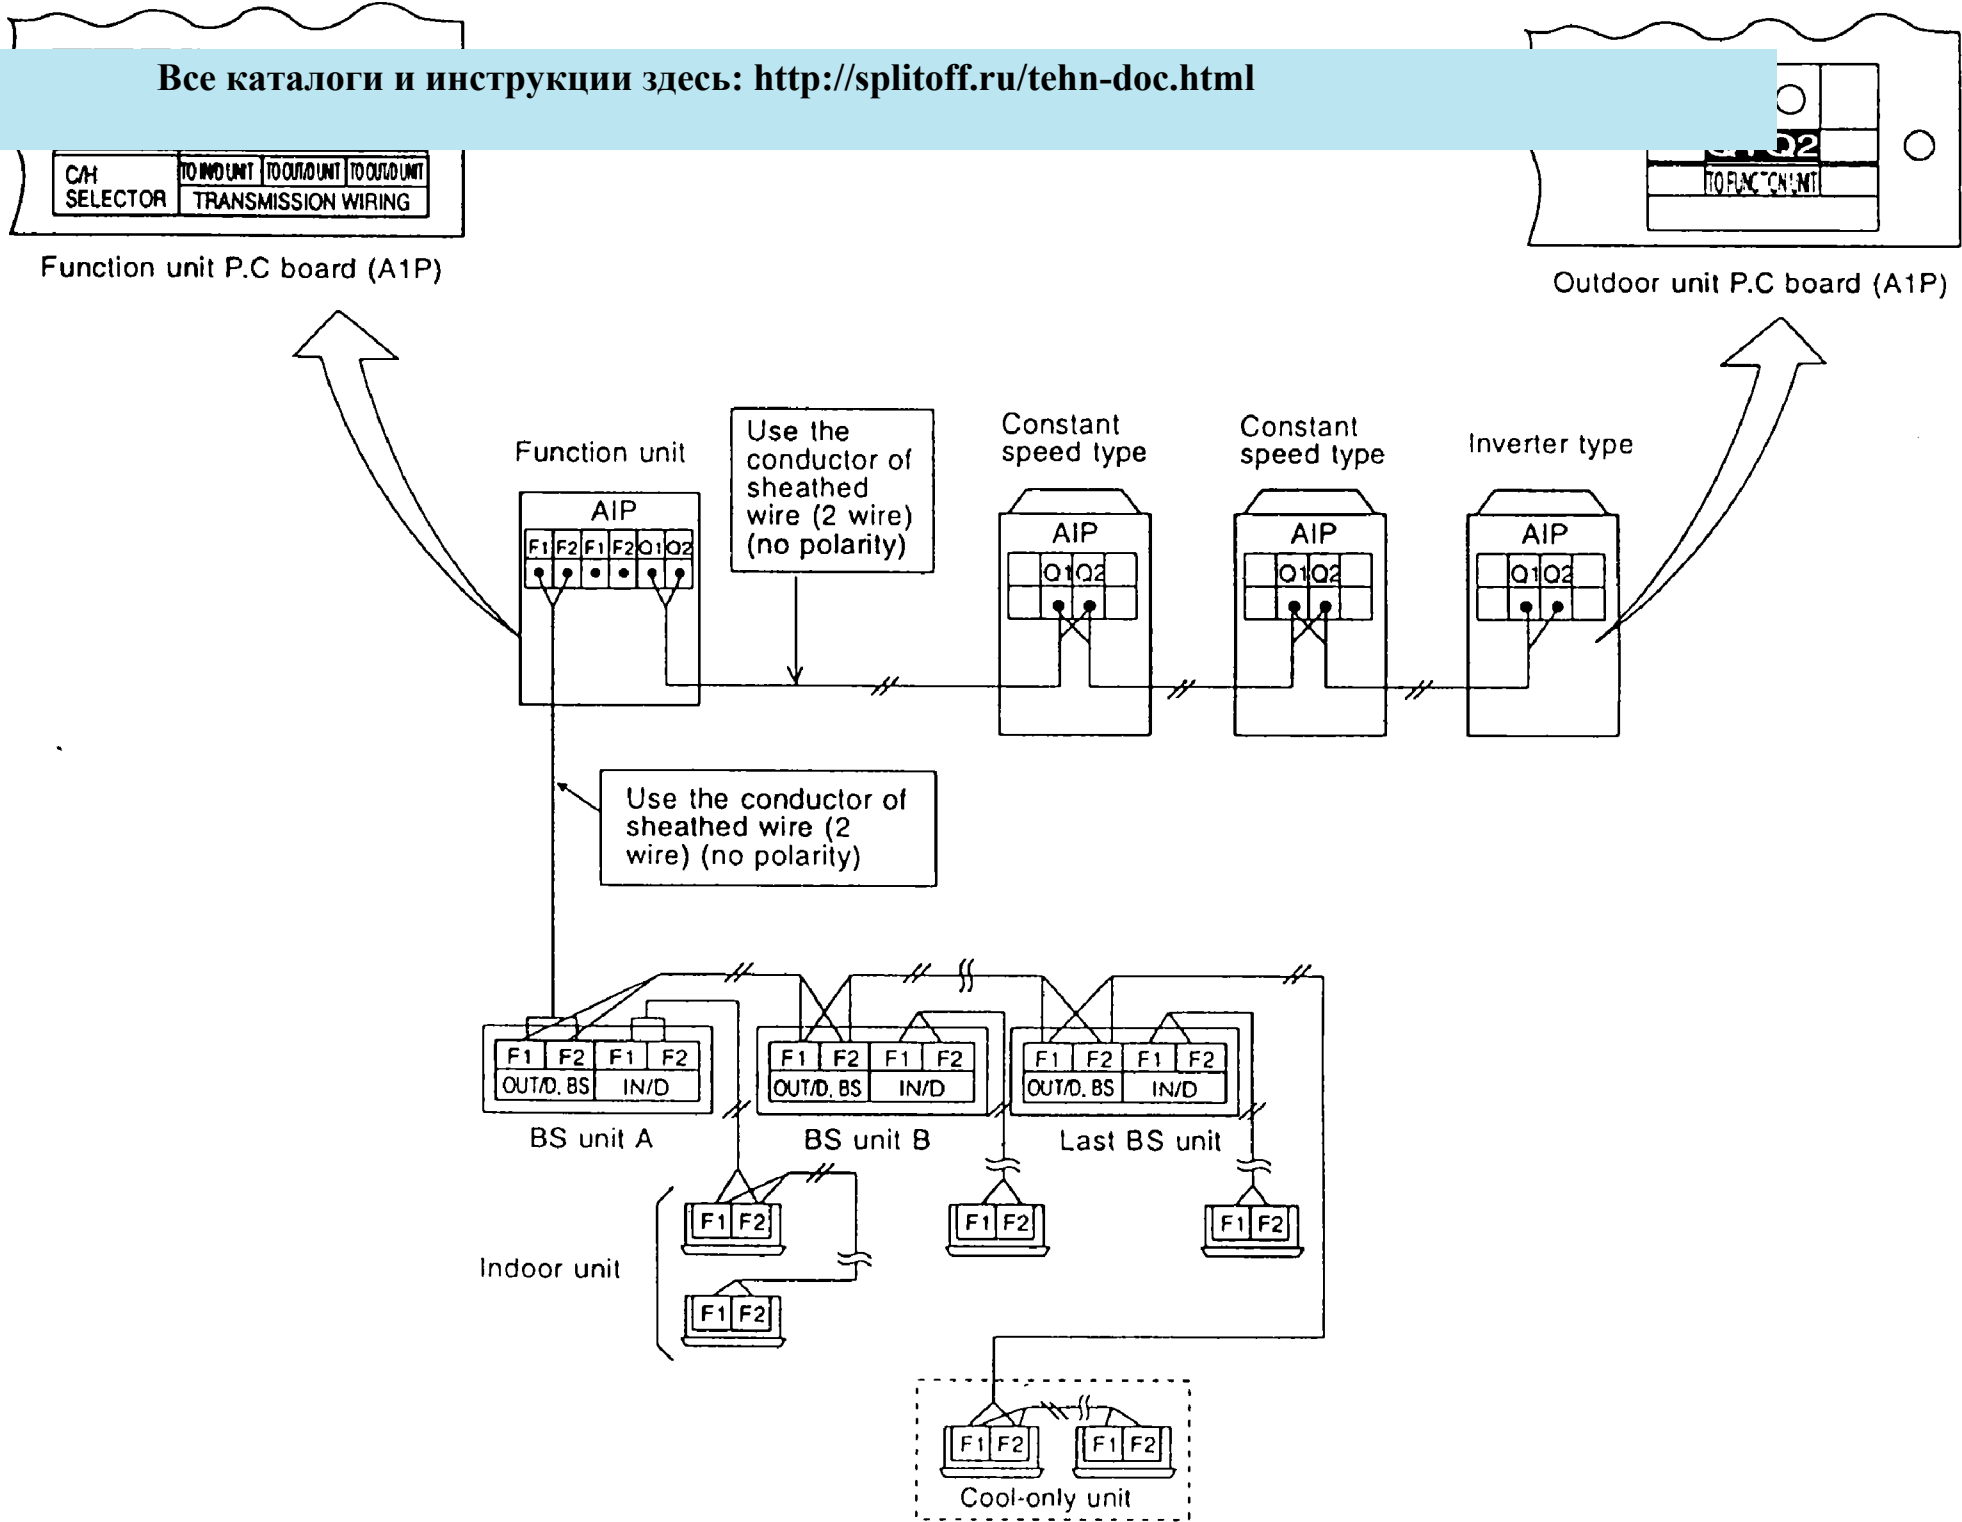 Все каталоги и инструкции здесь: http://splitoff.ru/tehn-doc.html
C/H
SELECTOR
TO IN/D UNIT TO OUT/D UNIT TO OUT/D UNIT
TRANSMISSION WIRING
Function unit P.C board (A1P)
Q1 Q2
TO FUNCTION UNIT
Outdoor unit P.C board (A1P)
Function unit
AIP
F1 F2 F1 F2 Q1 Q2
Use the
conductor of
sheathed
wire (2 wire)
(no polarity)
Constant
speed type
AIP
Q1 Q2
Constant
speed type
AIP
Q1 Q2
Inverter type
AIP
Q1 Q2
Use the conductor of
sheathed wire (2
wire) (no polarity)
F1 F2 F1 F2
OUT/D. BS IN/D
BS unit A
F1 F2 F1 F2
OUT/D. BS IN/D
BS unit B
F1 F2 F1 F2
OUT/D. BS IN/D
Last BS unit
Indoor unit
F1 F2
F1 F2
F1 F2
F1 F2
F1 F2
F1 F2
Cool-only unit